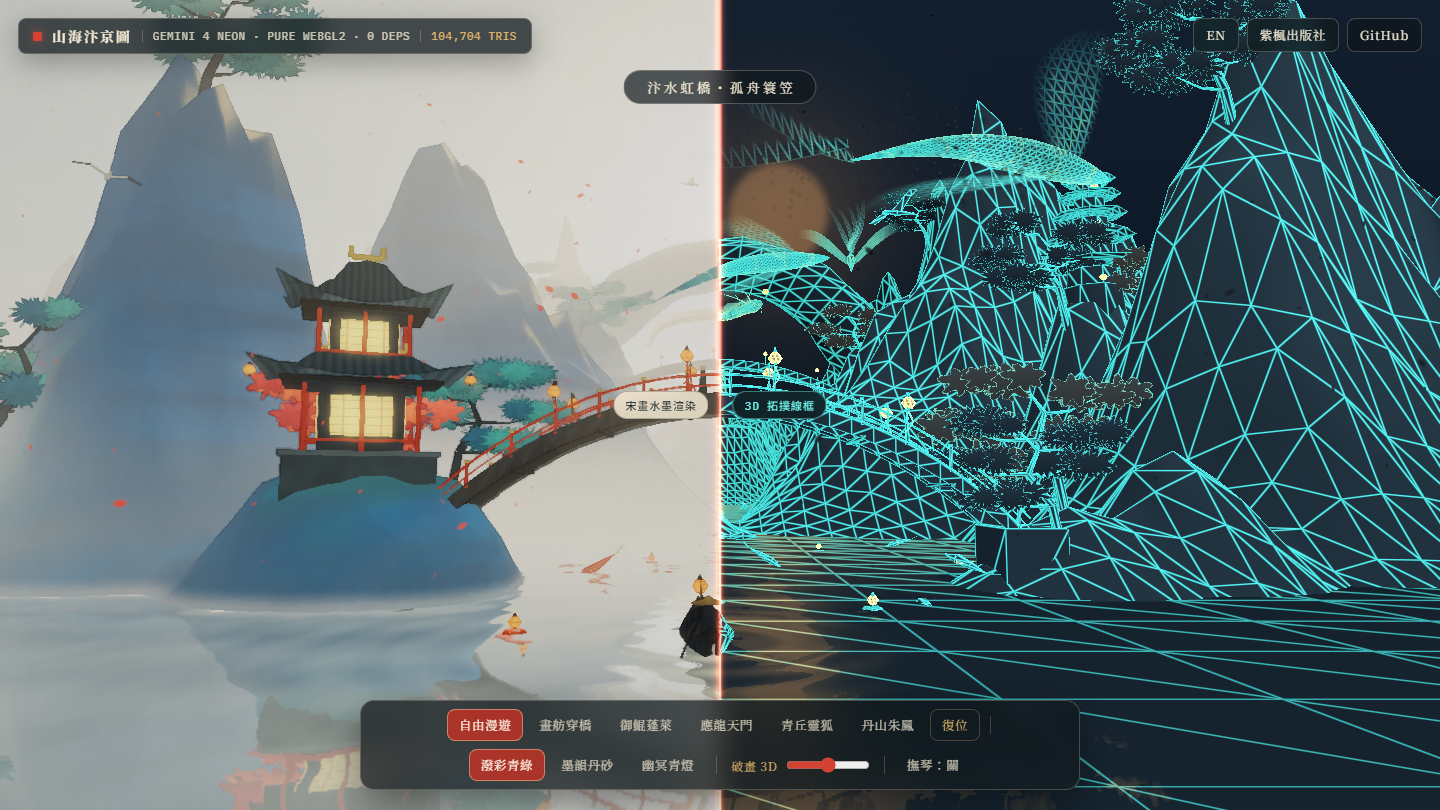 山海汴京圖 GEMINI 4 NEON · PURE WEBGL2 · 0 DEPS 104,704 TRIS
EN 紫楓出版社 GitHub
汴水虹橋・孤舟簑笠
宋畫水墨渲染 3D 拓撲線框
自由漫遊 畫舫穿橋 御鯤蓬萊 應龍天門 青丘靈狐 丹山朱鳳 復位
潑彩青綠 墨韻丹砂 幽冥青燈 破畫 3D 撫琴：關